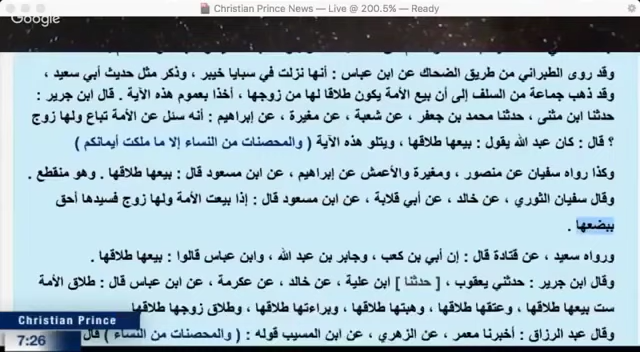 Christian Prince News — Live @ 200.5% — Ready
Google
وقد روى الطبراني من طريق الضحاك عن ابن عباس : أنها نزلت في سبايا خيبر ، وذكر مثل حديث أبي سعيد ،
وقد ذهب جماعة من السلف إلى أن بيع الأمة يكون طلاقا لها من زوجها ، أخذا بعموم هذه الآية . قال ابن جرير :
حدثنا ابن مثنى ، حدثنا محمد بن جعفر ، عن شعبة ، عن مغيرة ، عن إبراهيم : أنه سئل عن الأمة تباع ولها زوج
؟ قال : كان عبد الله يقول : بيعها طلاقها ، ويتلو هذه الآية ( والمحصنات من النساء إلا ما ملكت أيمانكم )
وكذا رواه سفيان عن منصور ، ومغيرة والأعمش عن إبراهيم ، عن ابن مسعود قال : بيعها طلاقها . وهو منقطع .
وقال سفيان الثوري ، عن خالد ، عن أبي قلابة ، عن ابن مسعود قال : إذا بيعت الأمة ولها زوج فسيدها أحق
ببضعها .
ورواه سعيد ، عن قتادة قال : إن أبي بن كعب ، وجابر بن عبد الله ، وابن عباس قالوا : بيعها طلاقها .
وقال ابن جرير : حدثني يعقوب ، [ حدثنا ] ابن علية ، عن خالد ، عن عكرمة ، عن ابن عباس قال : طلاق الأمة
ست بيعها طلاقها ، وعتقها طلاقها ، وهبتها طلاقها ، وبراءتها طلاقها ، وطلاق زوجها طلاقها
وقال عبد الرزاق : أخبرنا معمر ، عن الزهري ، عن ابن المسيب قوله : ( والمحصنات من النساء ) قال
Christian Prince
7:26